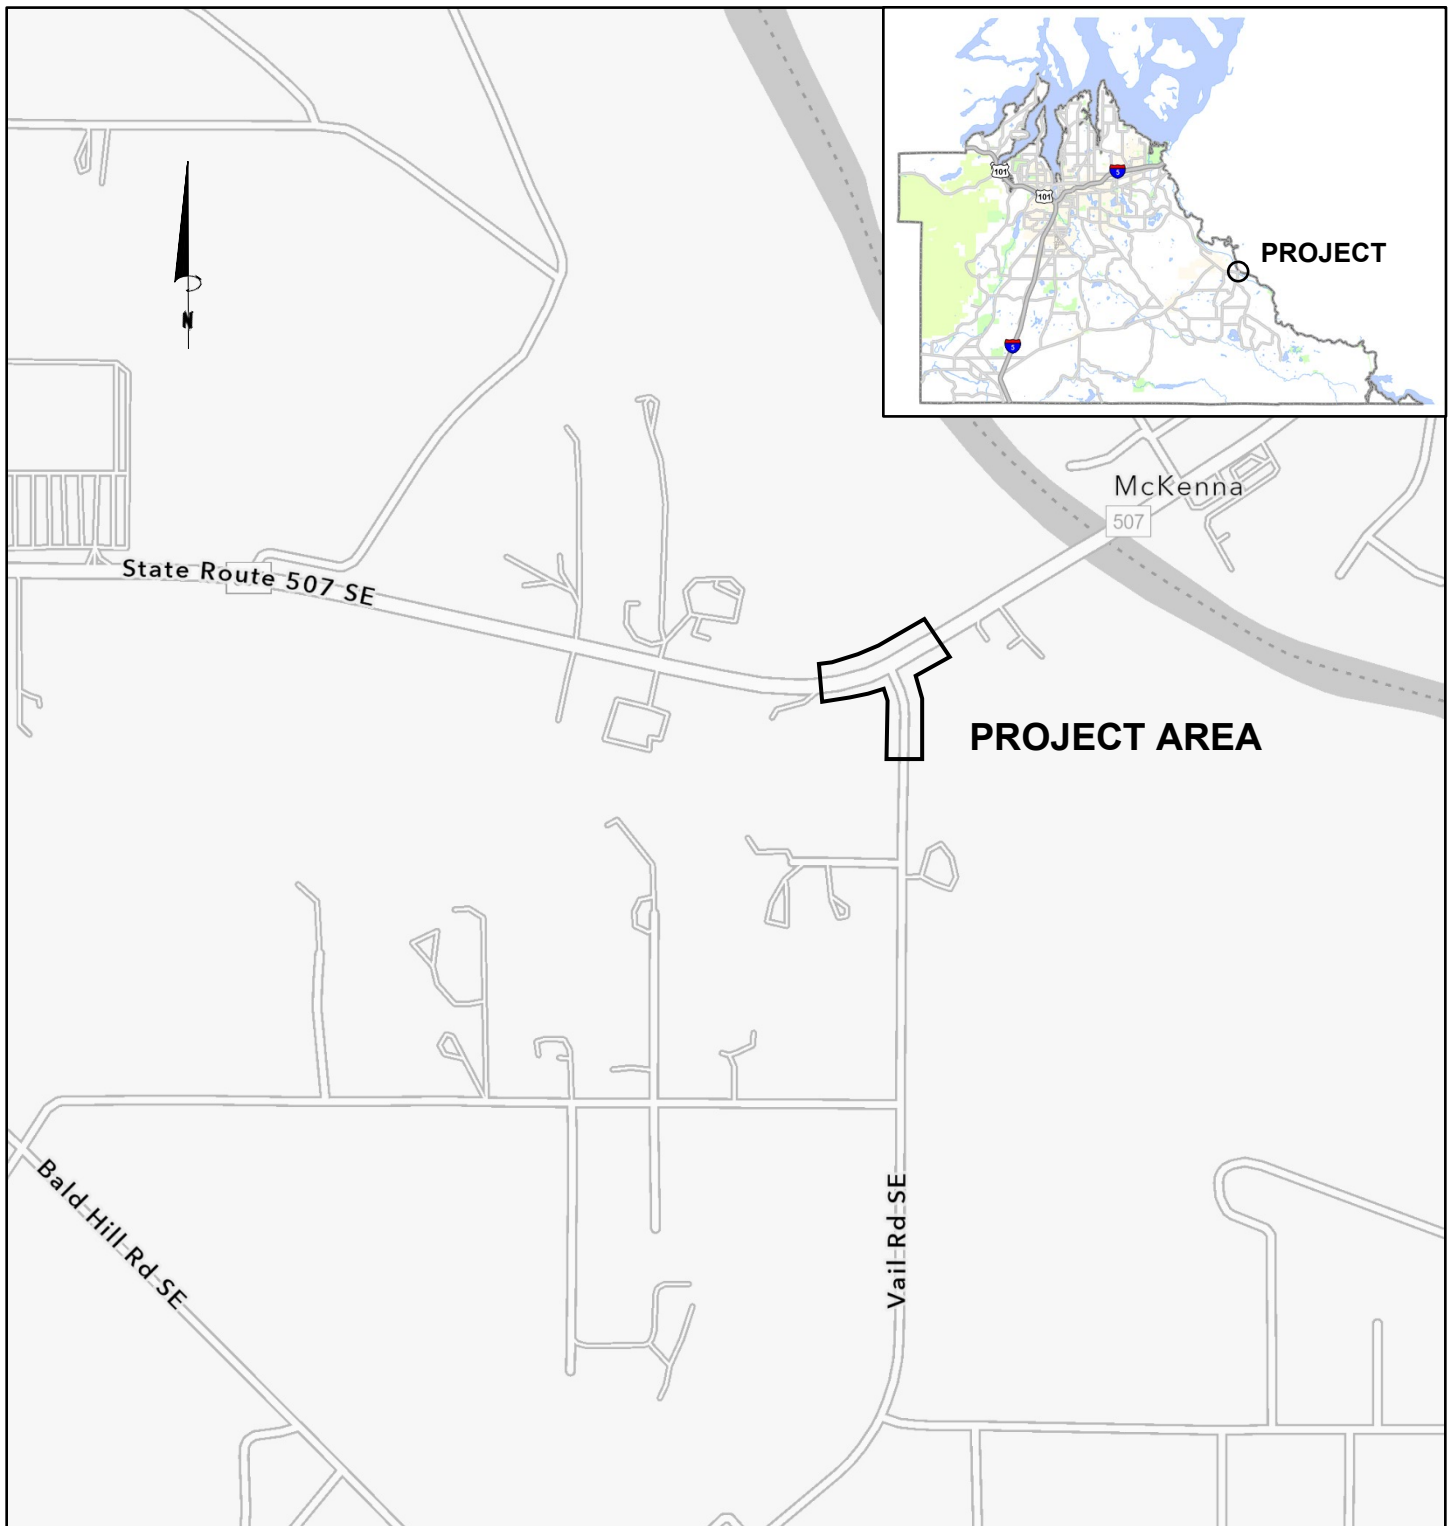 101
101
5
PROJECT
5
N
McKenna
507
State Route 507 SE
PROJECT AREA
Bald Hill Rd SE
Vail Rd SE